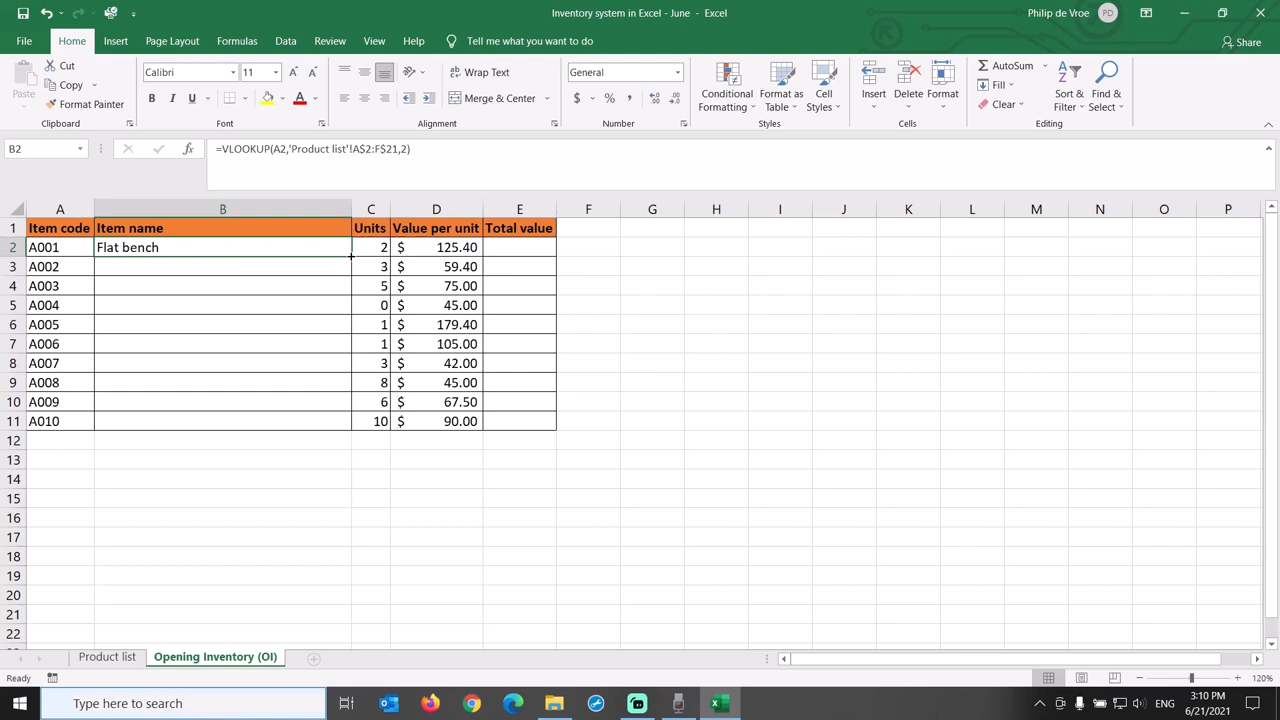 Inventory system in Excel - June - Excel
Philip de Vroe PD
File Home Insert Page Layout Formulas Data Review View Help Tell me what you want to do Share
Paste
Cut
Copy
Format Painter
Clipboard
Calibri 11
B I U
Font
Wrap Text
Merge & Center
Alignment
General
$ % ,
Number
Conditional Formatting
Format as Table
Cell Styles
Styles
Insert Delete Format
Cells
AutoSum
Fill
Clear
Sort & Filter
Find & Select
Editing
B2 fx =VLOOKUP(A2,'Product list'!A$2:F$21,2)
A B C D E F G H I J K L M N O P
1 Item code Item name Units Value per unit Total value
2 A001 Flat bench 2 $ 125.40
3 A002 3 $ 59.40
4 A003 5 $ 75.00
5 A004 0 $ 45.00
6 A005 1 $ 179.40
7 A006 1 $ 105.00
8 A007 3 $ 42.00
9 A008 8 $ 45.00
10 A009 6 $ 67.50
11 A010 10 $ 90.00
12
13
14
15
16
17
18
19
20
21
22
Product list Opening Inventory (OI)
Ready 120%
Type here to search
ENG
3:10 PM
6/21/2021